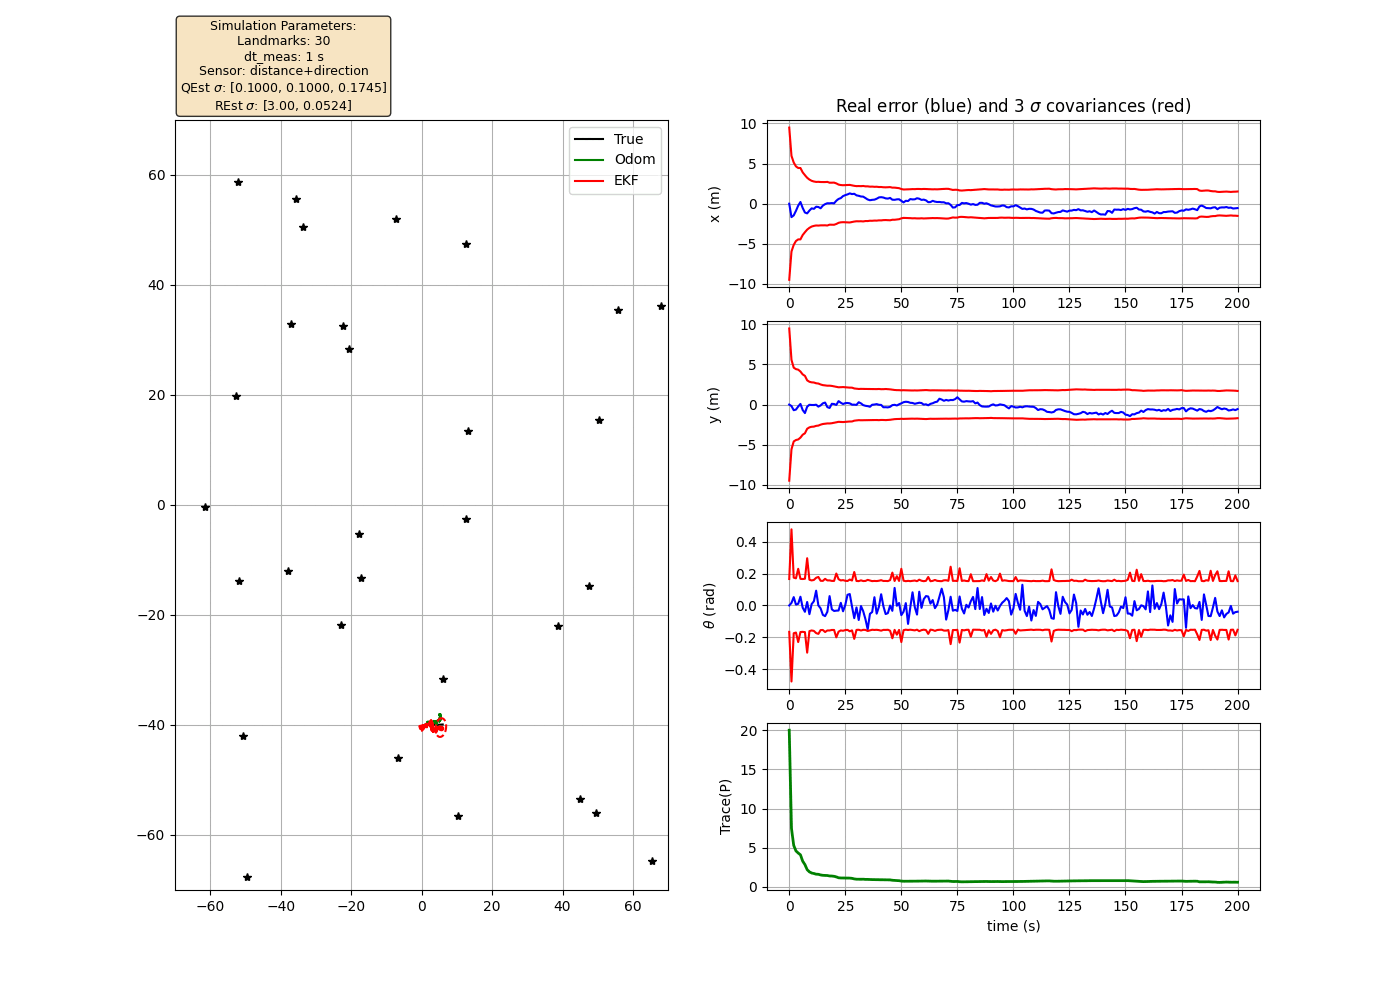 Simulation Parameters:
Landmarks: 30
dt_meas: 1 s
Sensor: distance+direction
QEst σ: [0.1000, 0.1000, 0.1745]
REst σ: [3.00, 0.0524]
True
Odom
EKF
60
40
20
0
−20
−40
−60
−60 −40 −20 0 20 40 60
Real error (blue) and 3 σ covariances (red)
x (m)
10
5
0
−5
−10
0 25 50 75 100 125 150 175 200
y (m)
10
5
0
−5
−10
0 25 50 75 100 125 150 175 200
θ (rad)
0.4
0.2
0.0
−0.2
−0.4
0 25 50 75 100 125 150 175 200
Trace(P)
20
15
10
5
0
0 25 50 75 100 125 150 175 200
time (s)